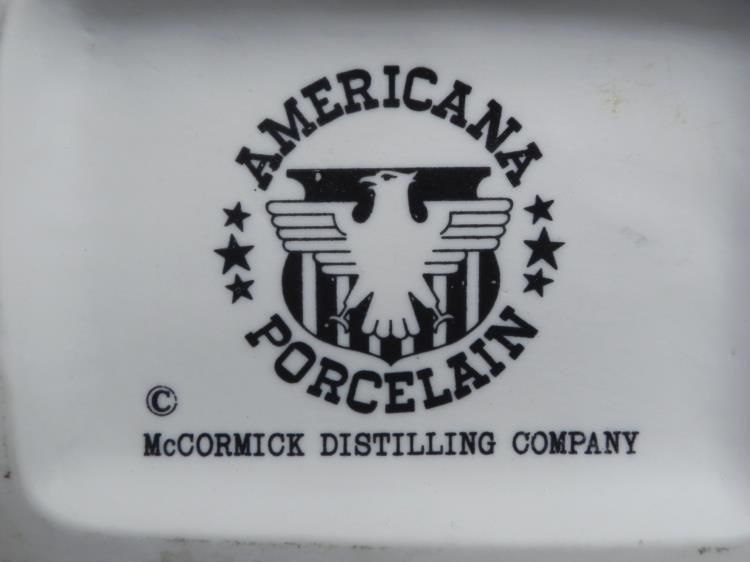 AMERICANA
PORCELAIN
©
McCORMICK DISTILLING COMPANY